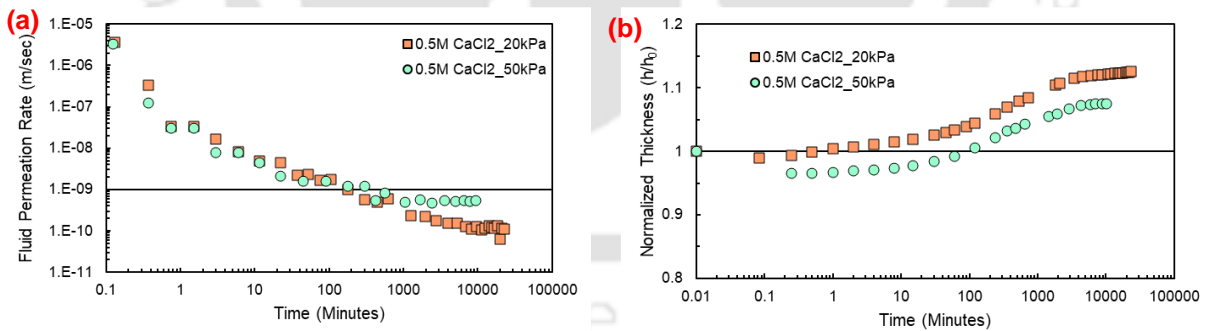 (a)
Fluid Permeation Rate (m/sec)
1.E-05
1.E-06
1.E-07
1.E-08
1.E-09
1.E-10
1.E-11
0.1
1
10
100
1000
10000
100000
Time (Minutes)
0.5M CaCl2_20kPa
0.5M CaCl2_50kPa
(b)
Normalized Thickness (h/h₀)
1.2
1.1
1
0.9
0.8
0.01
0.1
1
10
100
1000
10000
100000
Time (Minutes)
0.5M CaCl2_20kPa
0.5M CaCl2_50kPa